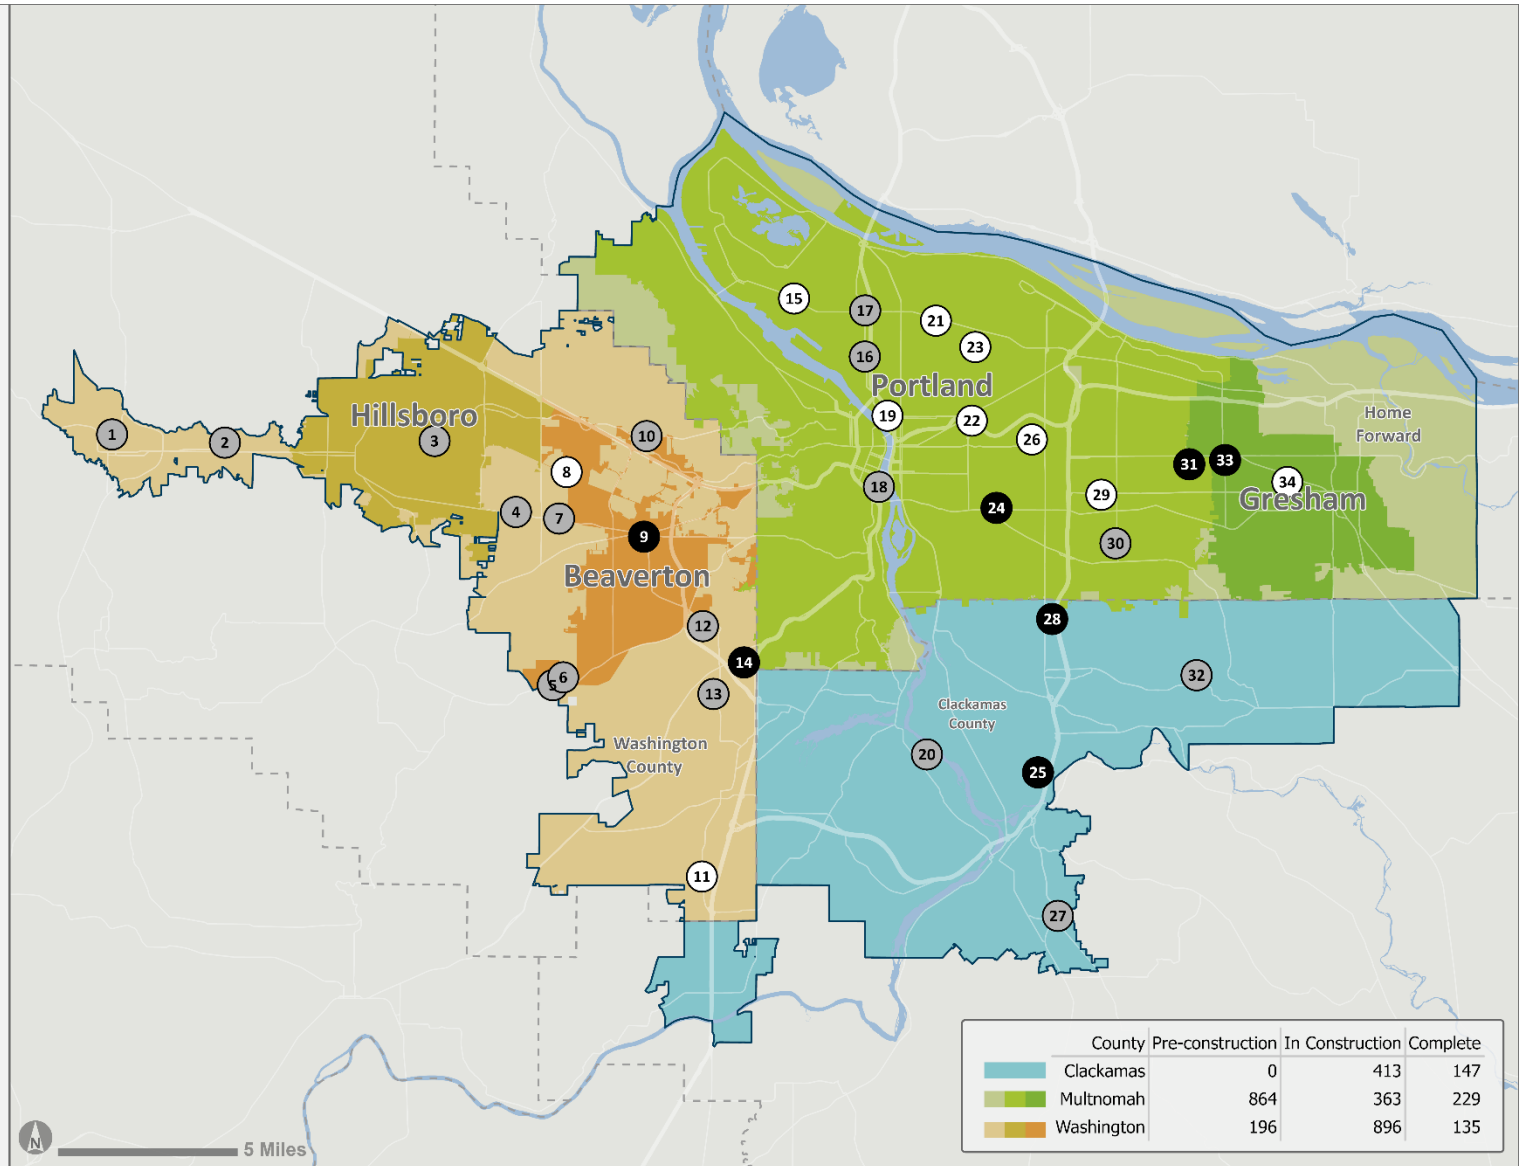 15
17
21
23
16
Portland
Hillsboro
19
22
Home
Forward
1
2
3
10
26
8
31
33
34
Gresham
18
29
4
7
24
9
30
Beaverton
12
28
14
6
5
13
32
Clackamas
County
Washington
County
20
25
11
27
County Pre-construction In Construction Complete
Clackamas 0 413 147
Multnomah 864 363 229
Washington 196 896 135
N
5 Miles